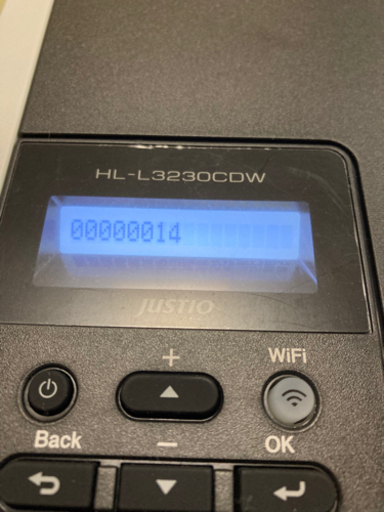 HL-L3230CDW
00000014
JUSTIO
+
WiFi
Back
−
OK